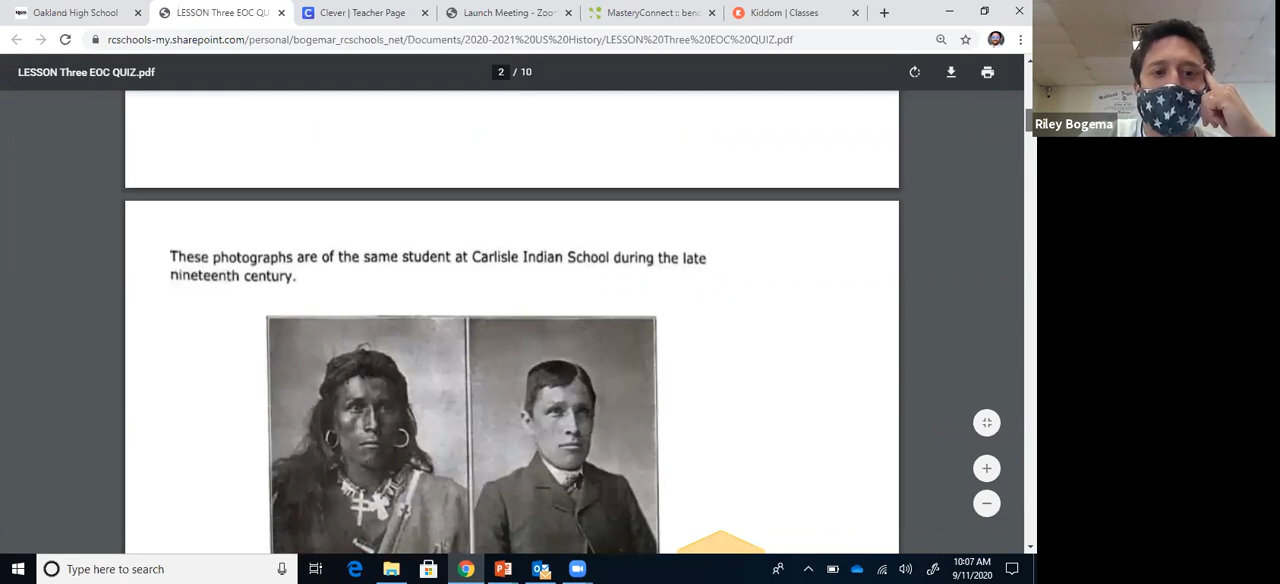 Oakland High School
LESSON Three EOC QU
Clever | Teacher Page
Launch Meeting - Zoo
MasteryConnect :: benc
Kiddom | Classes
rcschools-my.sharepoint.com/personal/bogemar_rcschools_net/Documents/2020-2021%20US%20History/LESSON%20Three%20EOC%20QUIZ.pdf
LESSON Three EOC QUIZ.pdf
2 / 10
Riley Bogema
These photographs are of the same student at Carlisle Indian School during the late
nineteenth century.
Type here to search
10:07 AM
9/11/2020